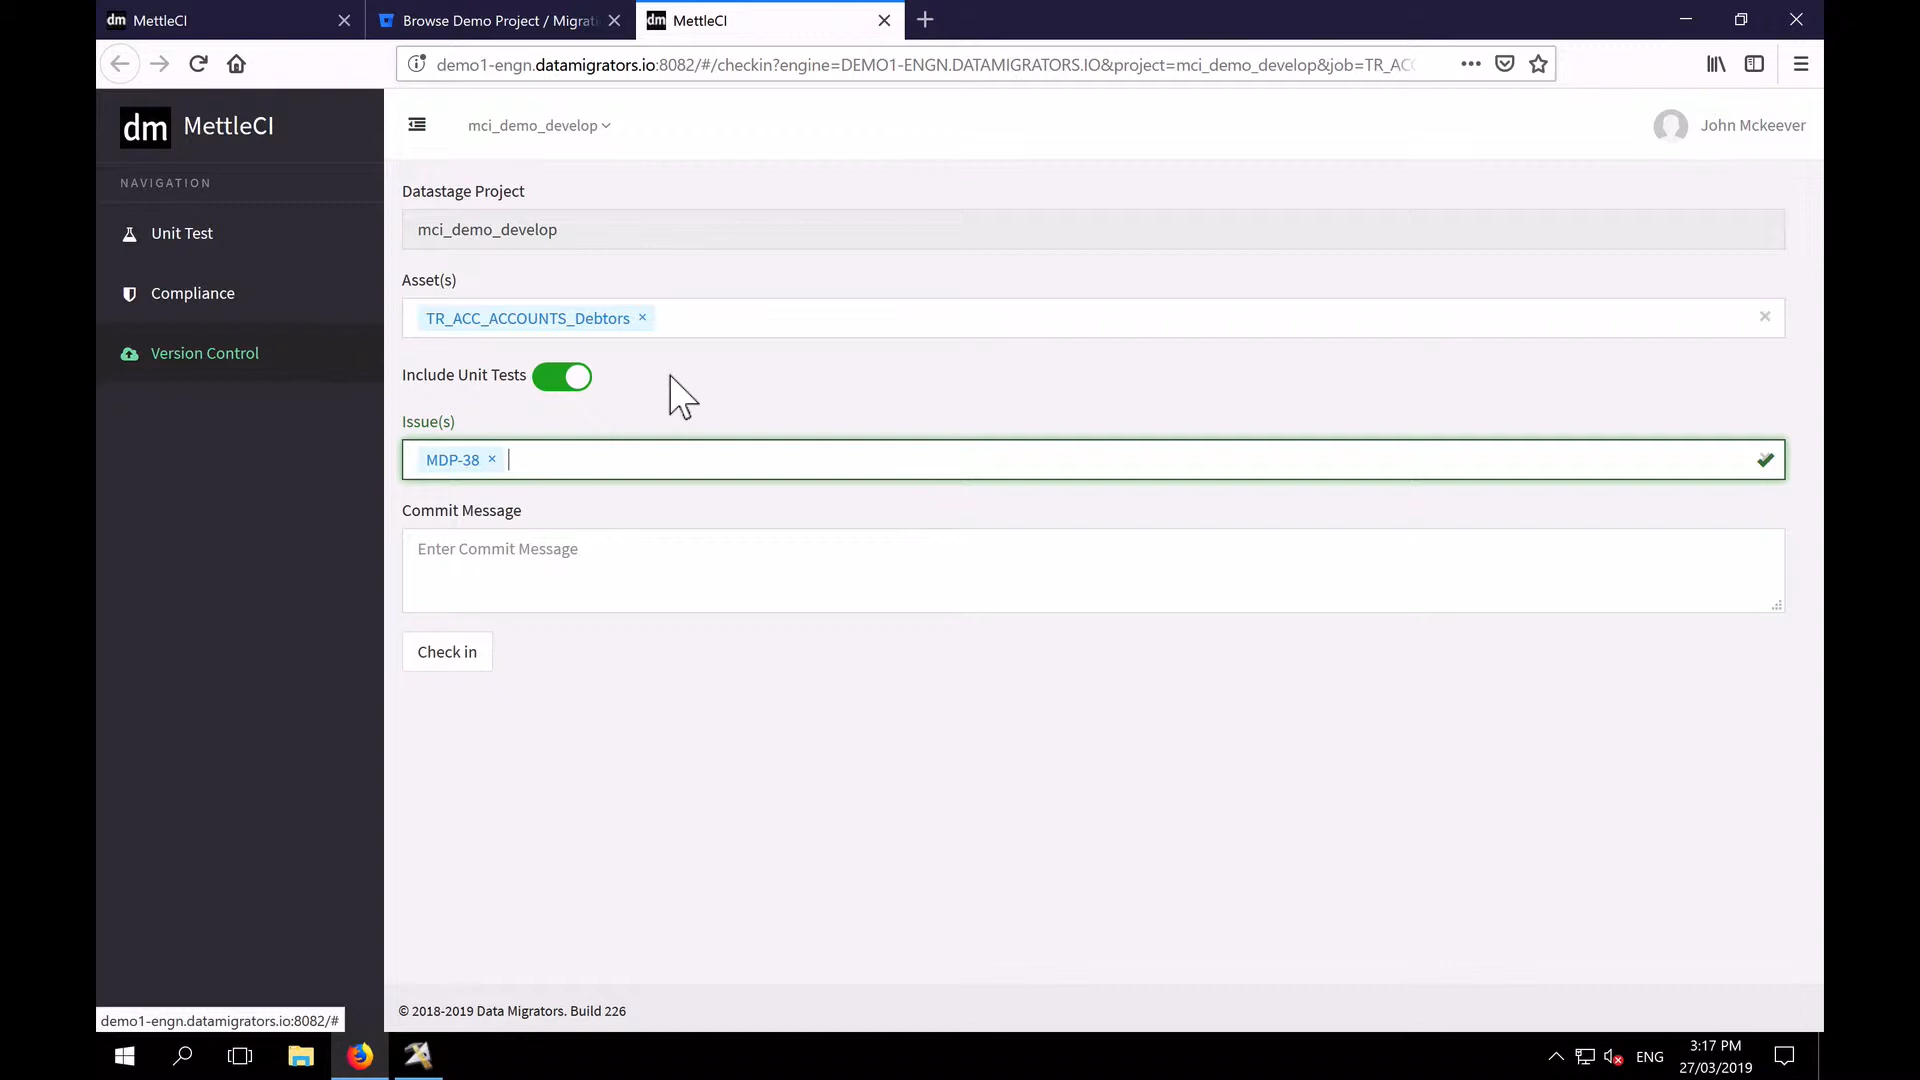 dm MettleCI
Browse Demo Project / Migrati
dm MettleCI
demo1-engn.datamigrators.io:8082/#/checkin?engine=DEMO1-ENGN.DATAMIGRATORS.IO&project=mci_demo_develop&job=TR_ACC
dm MettleCI
mci_demo_develop
John Mckeever
NAVIGATION
Unit Test
Compliance
Version Control
Datastage Project
mci_demo_develop
Asset(s)
TR_ACC_ACCOUNTS_Debtors ×
Include Unit Tests
Issue(s)
MDP-38 ×
Commit Message
Enter Commit Message
Check in
© 2018-2019 Data Migrators. Build 226
demo1-engn.datamigrators.io:8082/#
ENG
3:17 PM
27/03/2019